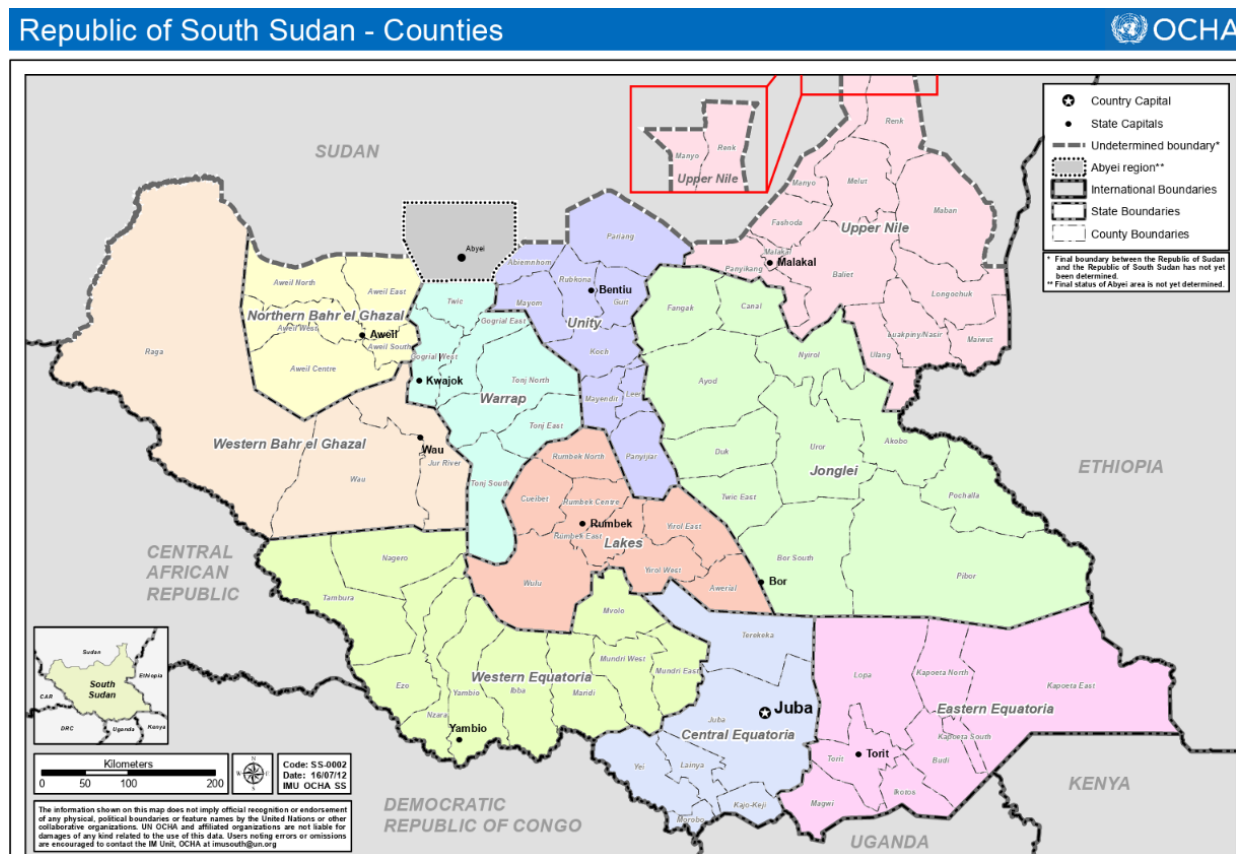 Republic of South Sudan - Counties
OCHA
Country Capital
State Capitals
Undetermined boundary*
Abyei region**
International Boundaries
State Boundaries
County Boundaries
* Final boundary between the Republic of Sudan
and the Republic of South Sudan has not yet
been determined.
** Final status of Abyei area is not yet determined.
SUDAN
Manyo
Renk
Upper Nile
Renk
Manyo
Melut
Maban
Fashoda
Upper Nile
Malakal
Malakal
Panyikang
Baliet
Longochuk
Luakpiny/Nasir
Maiwut
Ulang
Abyei
Pariang
Abiemnhom
Rubkona
Bentiu
Guit
Mayom
Unity
Koch
Mayendit
Leer
Panyijiar
Aweil North
Aweil East
Northern Bahr el Ghazal
Aweil West
Aweil
Aweil South
Aweil Centre
Twic
Gogrial East
Gogrial West
Kwajok
Tonj North
Warrap
Tonj East
Tonj South
Raga
Western Bahr el Ghazal
Wau
Jur River
Wau
Fangak
Canal
Nyirol
Ayod
Akobo
Duk
Uror
Jonglei
Twic East
Pochalla
Bor South
Pibor
Bor
Rumbek North
Cueibet
Rumbek Centre
Rumbek
Rumbek East
Lakes
Yirol East
Yirol West
Wulu
Awerial
ETHIOPIA
CENTRAL
AFRICAN
REPUBLIC
Nagero
Tambura
Mvolo
Mundri West
Mundri East
Western Equatoria
Ezo
Yambio
Ibba
Maridi
Nzara
Yambio
Terekeka
Juba
Juba
Central Equatoria
Yei
Lainya
Kajo-Keji
Morobo
Lopa
Kapoeta North
Kapoeta East
Eastern Equatoria
Kapoeta South
Torit
Torit
Budi
Ikotos
Magwi
KENYA
UGANDA
DEMOCRATIC
REPUBLIC OF CONGO
Sudan
Ethiopia
South
Sudan
CAR
DRC
Uganda
Kenya
Kilometers
0 50 100 200
N
W E
S
Code: SS-0002
Date: 16/07/12
IMU OCHA SS
The information shown on this map does not imply official recognition or endorsement
of any physical, political boundaries or feature names by the United Nations or other
collaborative organizations. UN OCHA and affiliated organizations are not liable for
damages of any kind related to the use of this data. Users noting errors or omissions
are encouraged to contact the IM Unit, OCHA at imusouth@un.org